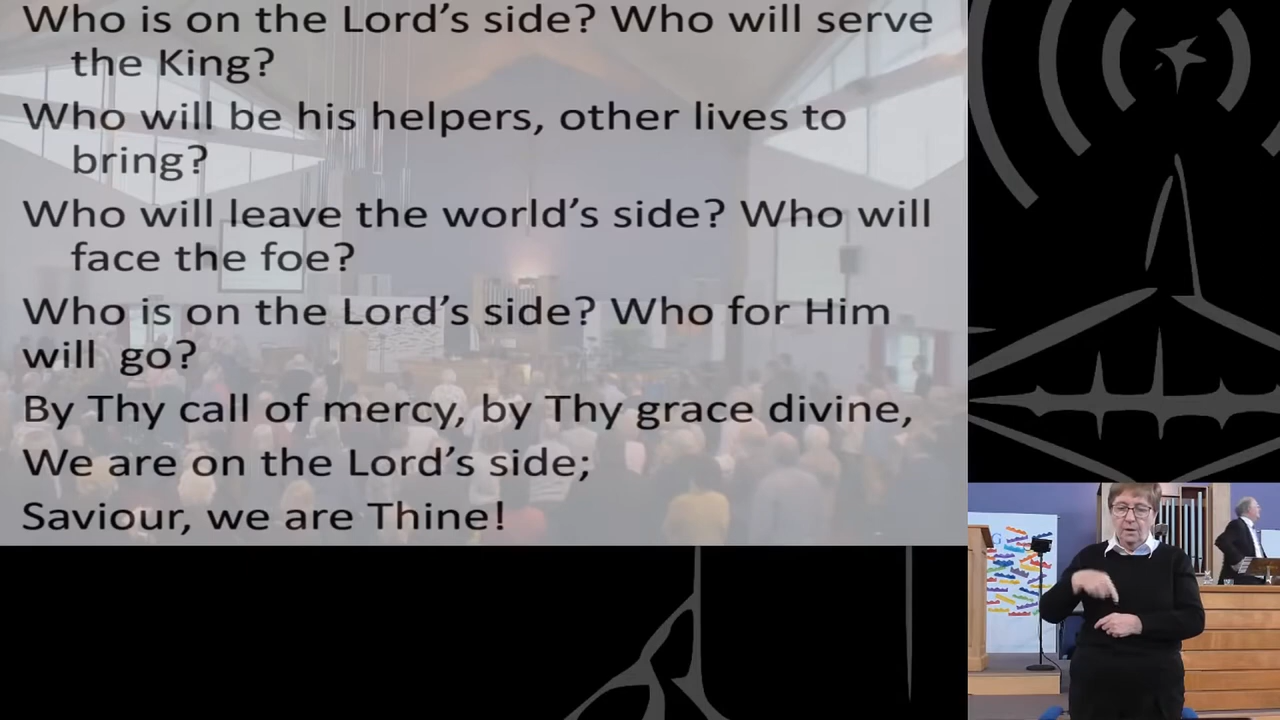 Who is on the Lord's side? Who will serve
the King?
Who will be his helpers, other lives to
bring?
Who will leave the world's side? Who will
face the foe?
Who is on the Lord's side? Who for Him
will go?
By Thy call of mercy, by Thy grace divine,
We are on the Lord's side;
Saviour, we are Thine!